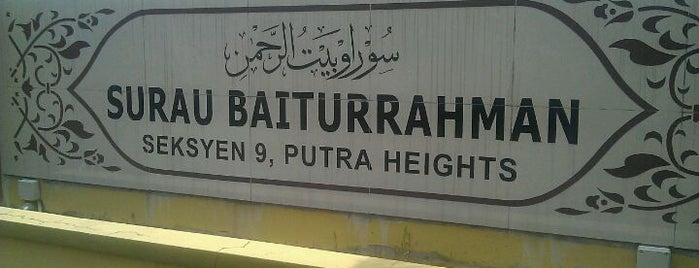 سوراو بيت الرحمن
SURAU BAITURRAHMAN
SEKSYEN 9, PUTRA HEIGHTS